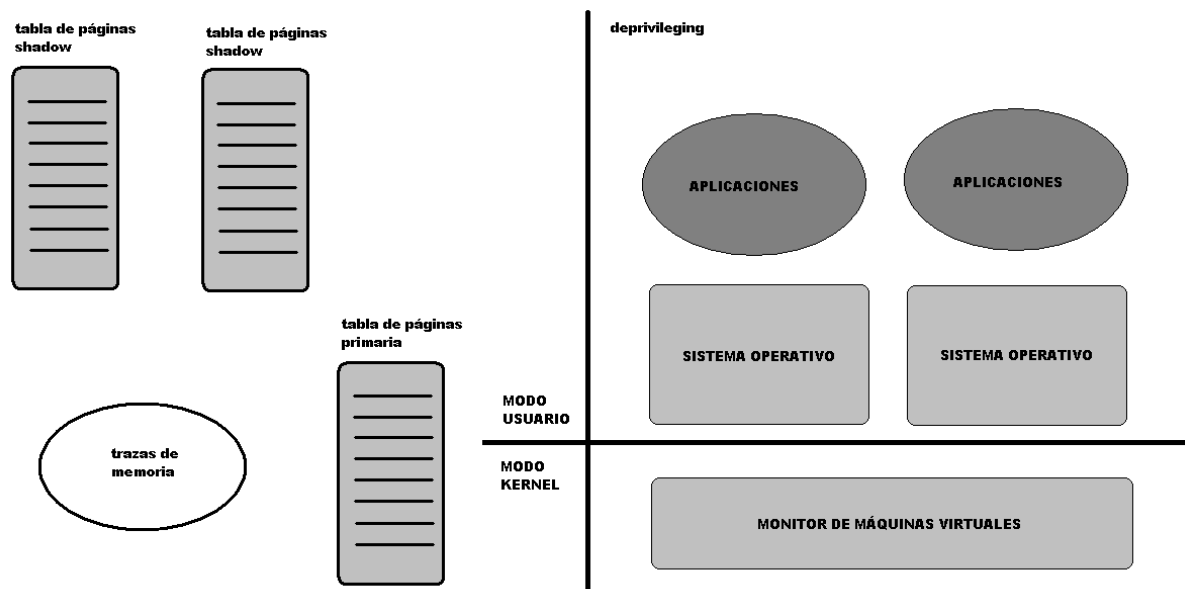 tabla de páginas
shadow
tabla de páginas
shadow
tabla de páginas
primaria
trazas de
memoria
deprivileging
APLICACIONES
APLICACIONES
SISTEMA OPERATIVO
SISTEMA OPERATIVO
MODO
USUARIO
MODO
KERNEL
MONITOR DE MÁQUINAS VIRTUALES